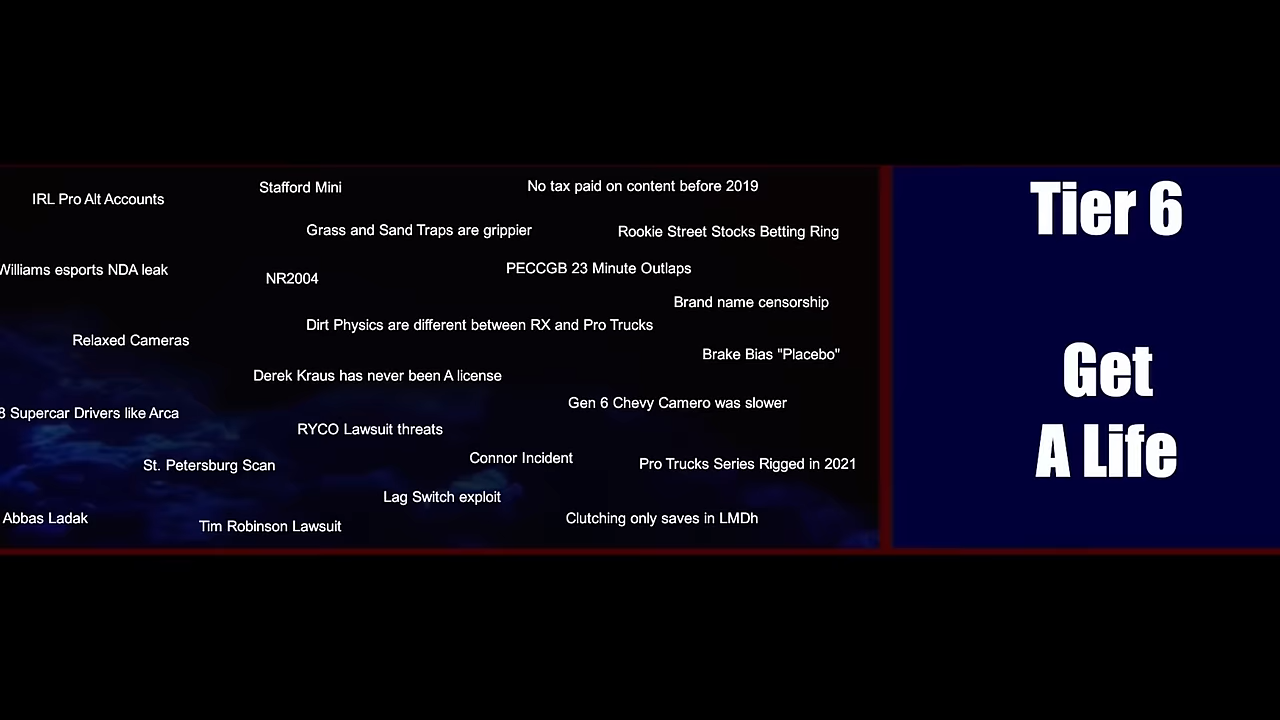 IRL Pro Alt Accounts
Stafford Mini
No tax paid on content before 2019
Grass and Sand Traps are grippier
Rookie Street Stocks Betting Ring
Williams esports NDA leak
NR2004
PECCGB 23 Minute Outlaps
Brand name censorship
Dirt Physics are different between RX and Pro Trucks
Relaxed Cameras
Brake Bias "Placebo"
Derek Kraus has never been A license
8 Supercar Drivers like Arca
Gen 6 Chevy Camero was slower
RYCO Lawsuit threats
St. Petersburg Scan
Connor Incident
Pro Trucks Series Rigged in 2021
Lag Switch exploit
Abbas Ladak
Tim Robinson Lawsuit
Clutching only saves in LMDh
Tier 6
Get
A Life